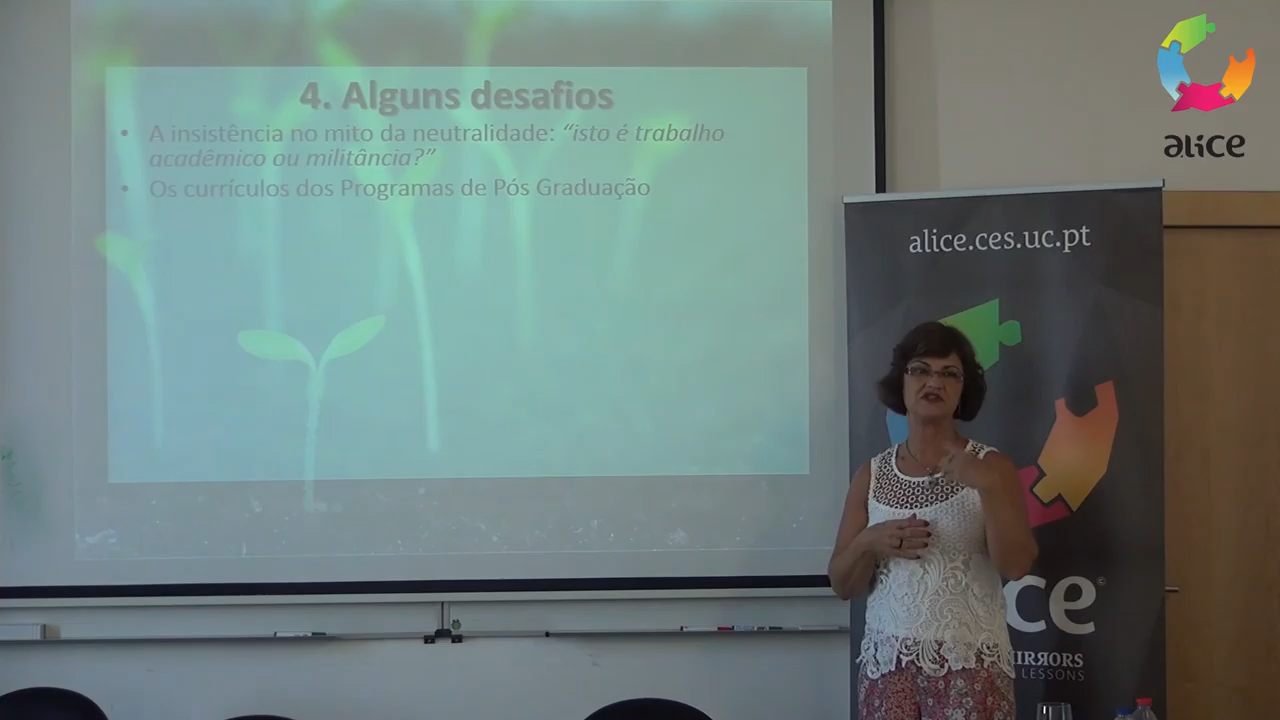 4. Alguns desafios
• A insistência no mito da neutralidade: “isto é trabalho
acadêmico ou militância?”
• Os currículos dos Programas de Pós Graduação
alice
alice.ces.uc.pt
ce©
IRRORS
LESSONS